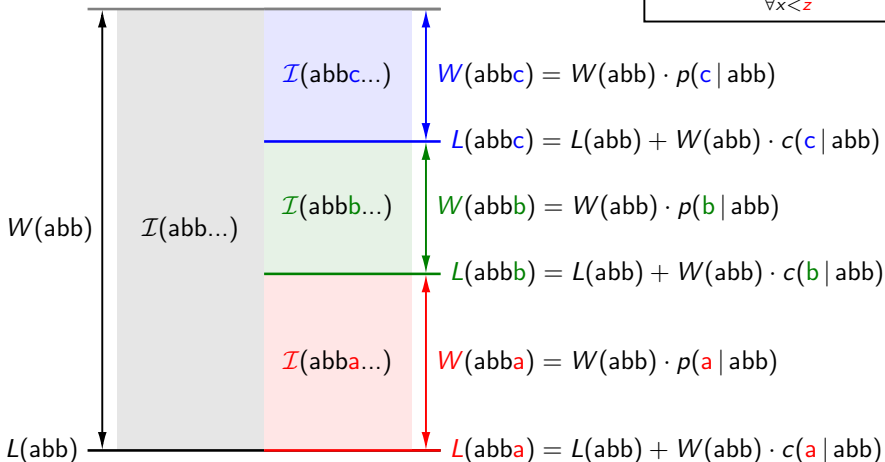 ∀x<z
𝓘(abbc...) W(abbc) = W(abb) · p(c | abb)
L(abbc) = L(abb) + W(abb) · c(c | abb)
W(abb) 𝓘(abb...) 𝓘(abbb...) W(abbb) = W(abb) · p(b | abb)
L(abbb) = L(abb) + W(abb) · c(b | abb)
𝓘(abba...) W(abba) = W(abb) · p(a | abb)
L(abb) L(abba) = L(abb) + W(abb) · c(a | abb)